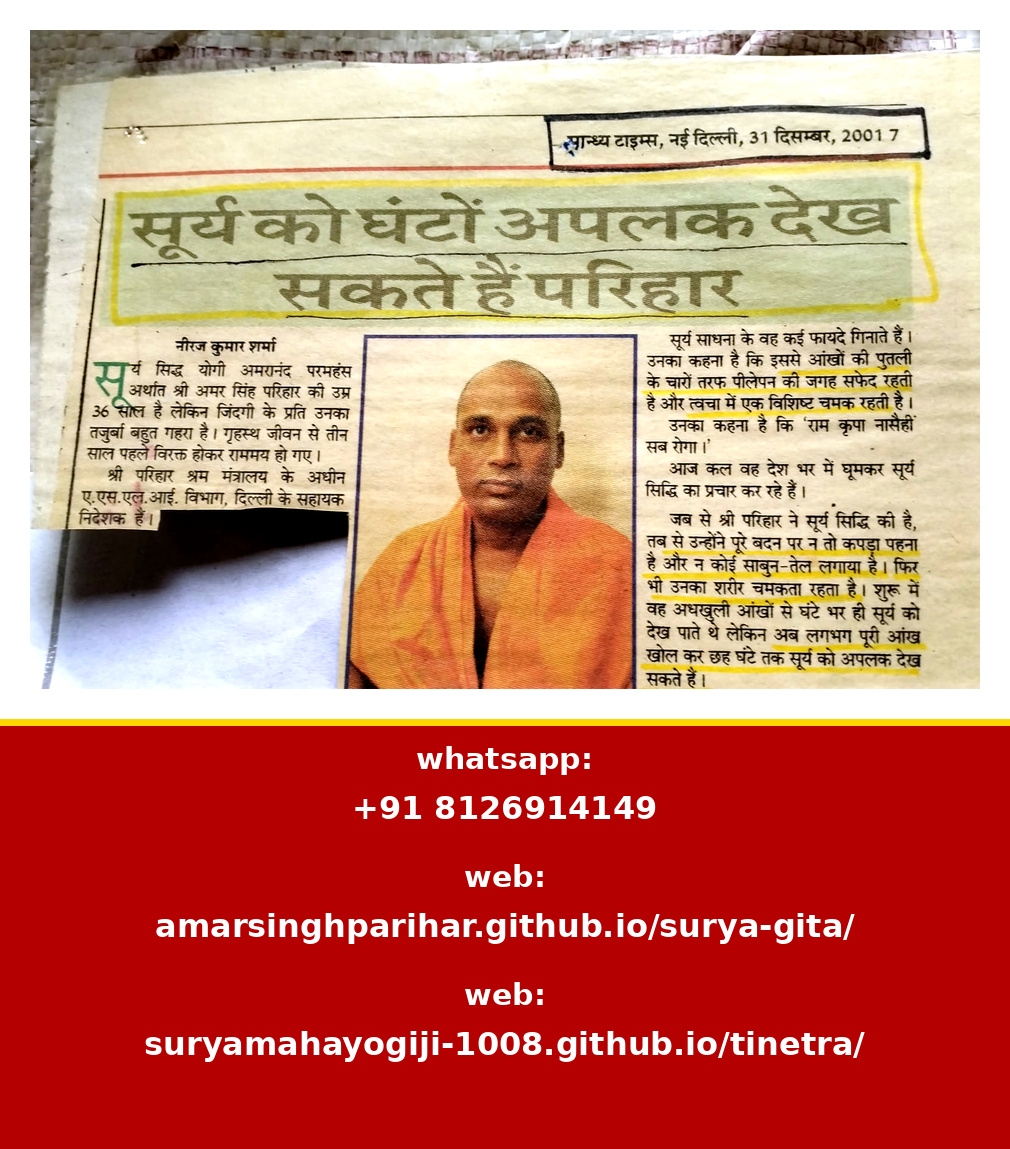 सान्ध्य टाइम्स, नई दिल्ली, 31 दिसम्बर, 2001 7
सूर्य को घंटों अपलक देख
सकते हैं परिहार
नीरज कुमार शर्मा
सूर्य सिद्ध योगी अमरानंद परमहंस
अर्थात श्री अमर सिंह परिहार की उम्र
36 साल है लेकिन जिंदगी के प्रति उनका
तजुर्बा बहुत गहरा है। गृहस्थ जीवन से तीन
साल पहले विरक्त होकर राममय हो गए।
श्री परिहार श्रम मंत्रालय के अधीन
ए.एस.एल.आई. विभाग, दिल्ली के सहायक
निदेशक हैं।
सूर्य साधना के वह कई फायदे गिनाते हैं।
उनका कहना है कि इससे आंखों की पुतली
के चारों तरफ पीलेपन की जगह सफेद रहती
है और त्वचा में एक विशिष्ट चमक रहती है।
उनका कहना है कि 'राम कृपा नासैहीं
सब रोगा।'
आज कल वह देश भर में घूमकर सूर्य
सिद्धि का प्रचार कर रहे हैं।
जब से श्री परिहार ने सूर्य सिद्धि की है,
तब से उन्होंने पूरे बदन पर न तो कपड़ा पहना
है और न कोई साबुन-तेल लगाया है। फिर
भी उनका शरीर चमकता रहता है। शुरू में
वह अधखुली आंखों से घंटे भर ही सूर्य को
देख पाते थे लेकिन अब लगभग पूरी आंख
खोल कर छह घंटे तक सूर्य को अपलक देख
सकते हैं।
whatsapp:
+91 8126914149
web:
amarsinghparihar.github.io/surya-gita/
web:
suryamahayogiji-1008.github.io/tinetra/